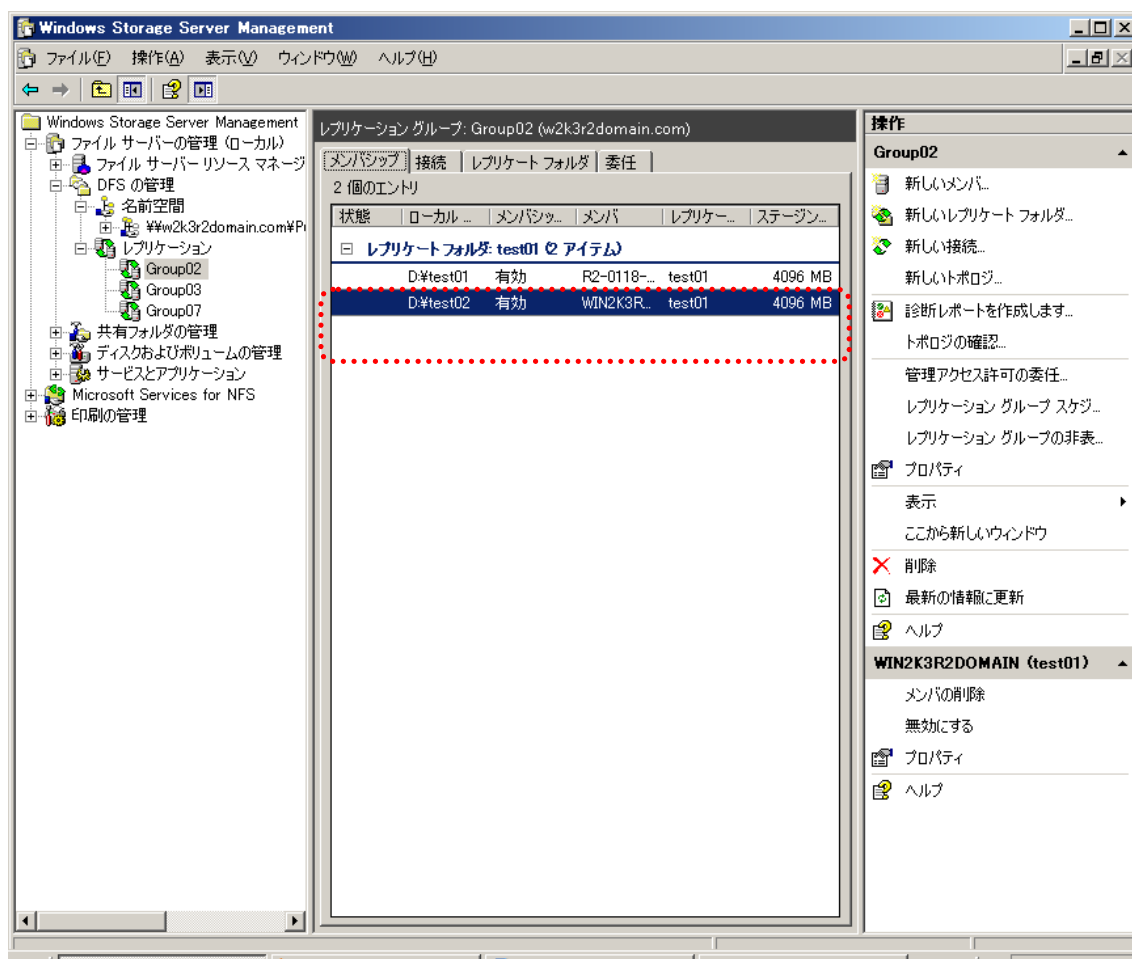 Windows Storage Server Management
ファイル(F) 操作(A) 表示(V) ウィンドウ(W) ヘルプ(H)
Windows Storage Server Management
ファイル サーバーの管理 (ローカル)
ファイル サーバー リソース マネージ
DFS の管理
名前空間
¥¥w2k3r2domain.com¥P
レプリケーション
Group02
Group03
Group07
共有フォルダの管理
ディスクおよびボリュームの管理
サービスとアプリケーション
Microsoft Services for NFS
印刷の管理
レプリケーション グループ: Group02 (w2k3r2domain.com)
メンバシップ 接続 レプリケート フォルダ 委任
2 個のエントリ
状態 ローカル ... メンバシッ... メンバ レプリケー... ステージン...
レプリケート フォルダ: test01 (2 アイテム)
D:¥test01 有効 R2-0118-... test01 4096 MB
D:¥test02 有効 WIN2K3R... test01 4096 MB
操作
Group02
新しいメンバ...
新しいレプリケート フォルダ...
新しい接続...
新しいトポロジ...
診断レポートを作成します...
トポロジの確認...
管理アクセス許可の委任...
レプリケーション グループ スケジ...
レプリケーション グループの非表...
プロパティ
表示
ここから新しいウィンドウ
削除
最新の情報に更新
ヘルプ
WIN2K3R2DOMAIN (test01)
メンバの削除
無効にする
プロパティ
ヘルプ